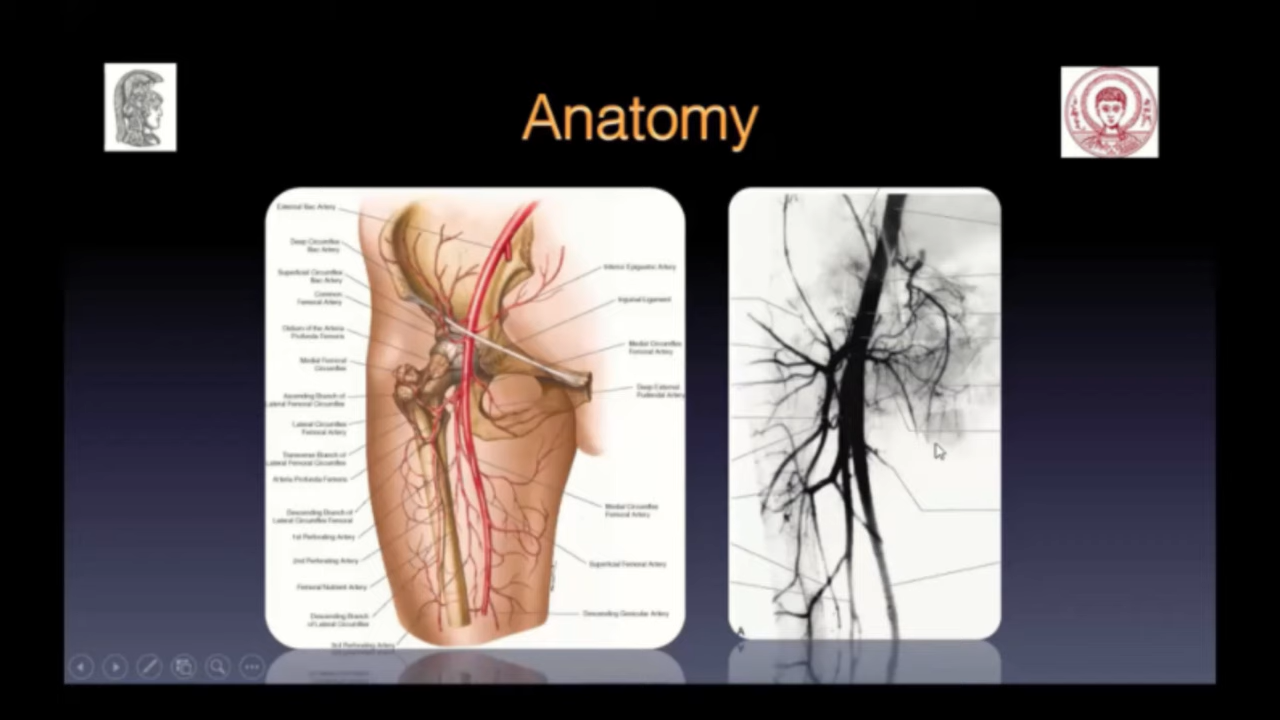 Anatomy
External Iliac Artery
Deep Circumflex
Iliac Artery
Superficial Circumflex
Iliac Artery
Common
Femoral Artery
Ostium of the Arteria
Profunda Femoris
Medial Femoral
Circumflex
Ascending Branch of
Lateral Femoral Circumflex
Lateral Circumflex
Femoral Artery
Transverse Branch of
Lateral Femoral Circumflex
Arteria Profunda Femoris
Descending Branch of
Lateral Circumflex Femoral
1st Perforating Artery
2nd Perforating Artery
Femoral Nutrient Artery
Descending Branch
of Lateral Circumflex
3rd Perforating Artery
Inferior Epigastric Artery
Inguinal Ligament
Medial Circumflex
Femoral Artery
Deep External
Pudendal Artery
Medial Circumflex
Femoral Artery
Superficial Femoral Artery
Descending Genicular Artery
A